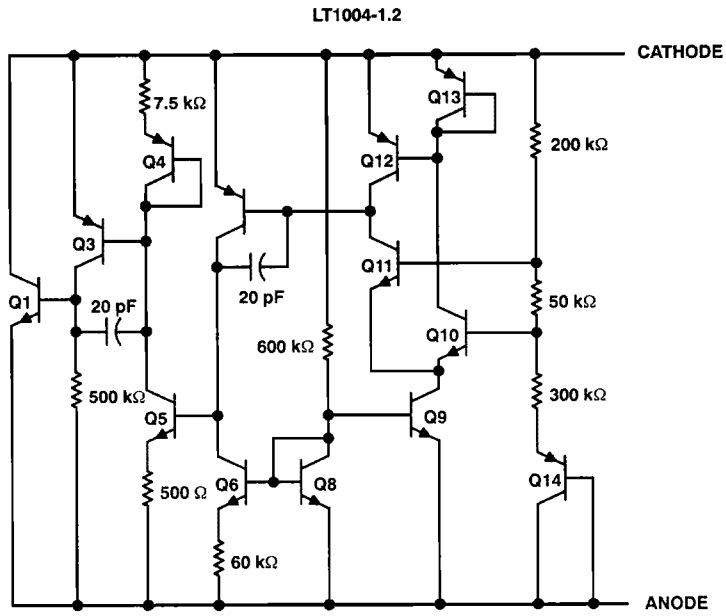 LT1004-1.2
CATHODE
7.5 kΩ
Q13
Q4
Q12
200 kΩ
Q3
Q11
Q1
20 pF
20 pF
50 kΩ
Q10
600 kΩ
500 kΩ
300 kΩ
Q5
Q9
Q6
Q8
Q14
500 Ω
60 kΩ
ANODE